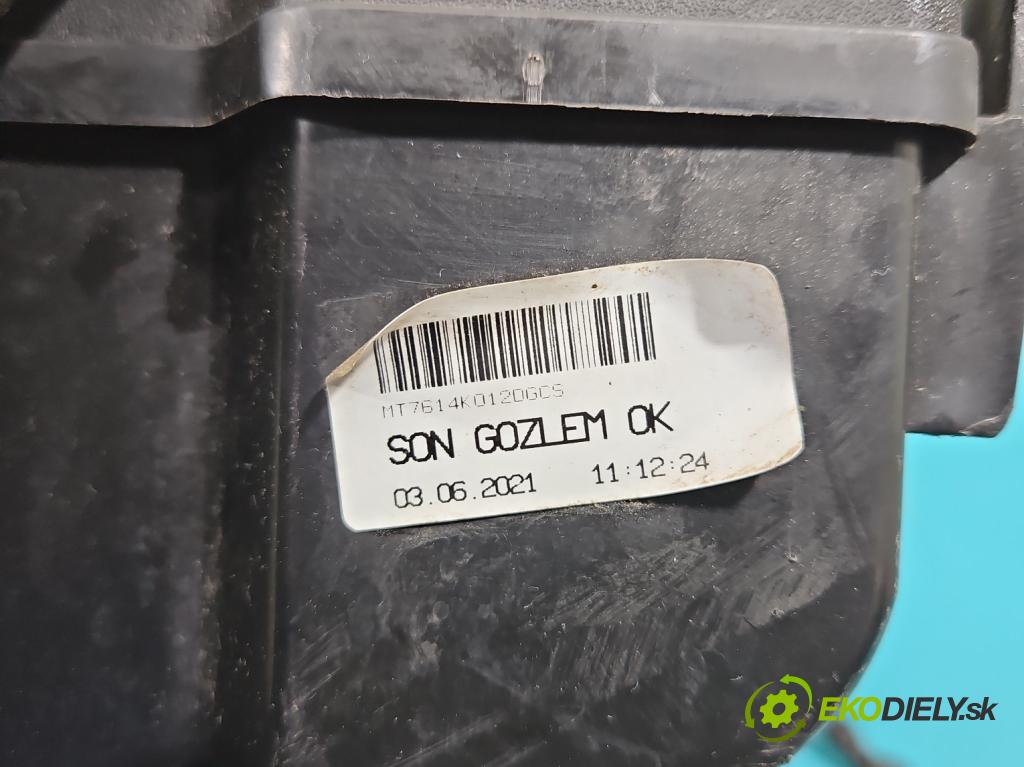 MT7614K0120GCS
SON GOZLEM OK
03.06.2021 11:12:24
EKODIELY.sk